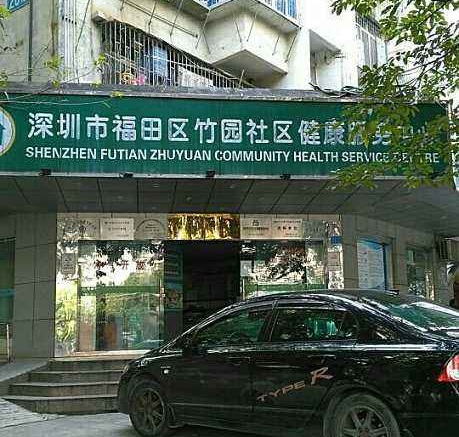 深圳市福田区竹园社区健康服务中心
SHENZHEN FUTIAN ZHUYUAN COMMUNITY HEALTH SERVICE CENTRE
TYPE R